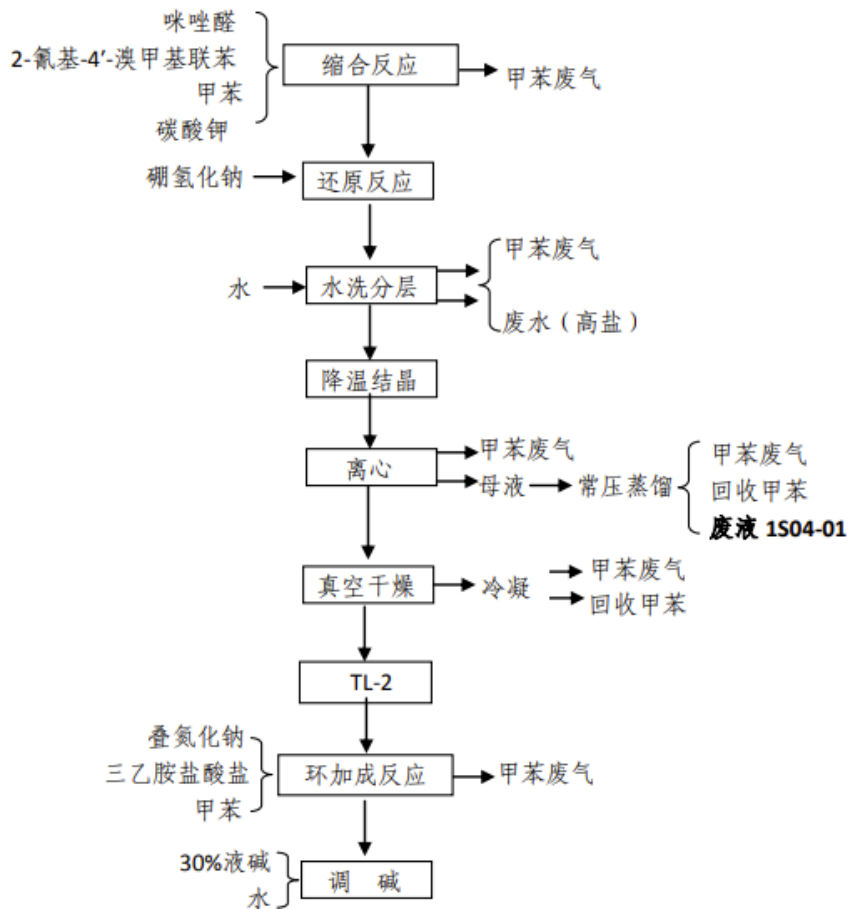 咪唑醛
2-氰基-4′-溴甲基联苯
甲苯
碳酸钾
缩合反应
甲苯废气
硼氢化钠
还原反应
水
水洗分层
甲苯废气
废水（高盐）
降温结晶
离心
甲苯废气
母液
常压蒸馏
甲苯废气
回收甲苯
废液 1S04-01
真空干燥
冷凝
甲苯废气
回收甲苯
TL-2
叠氮化钠
三乙胺盐酸盐
甲苯
环加成反应
甲苯废气
30%液碱
水
调 碱